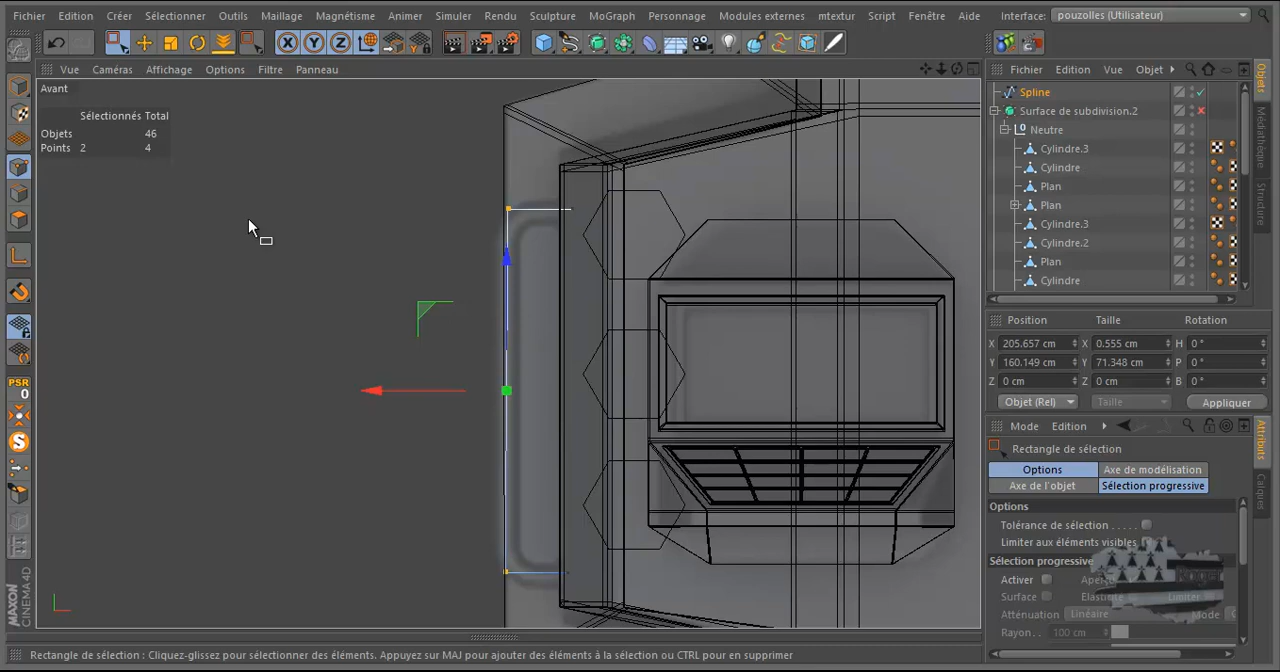 Fichier Edition Créer Sélectionner Outils Maillage Magnétisme Animer Simuler Rendu Sculpture MoGraph Personnage Modules externes mtextur Script Fenêtre Aide Interface: pouzolles (Utilisateur)
X Y Z
Vue Caméras Affichage Options Filtre Panneau
Fichier Edition Vue Objet
Avant
Sélectionnés Total
Objets 46
Points 2 4
Spline
Surface de subdivision.2
Neutre
Cylindre.3
Cylindre
Plan
Plan
Cylindre.3
Cylindre.2
Plan
Cylindre
Objets
Médiathèque
Structure
PSR
0
S
MAXON
CINEMA 4D
Position Taille Rotation
X 205.657 cm X 0.555 cm H 0 °
Y 160.149 cm Y 71.348 cm P 0 °
Z 0 cm Z 0 cm B 0 °
Objet (Rel) Taille Appliquer
Mode Edition
Attributs
Calques
Rectangle de sélection
Options Axe de modélisation
Axe de l'objet Sélection progressive
Options
Tolérance de sélection . . . . .
Limiter aux éléments visibles
Sélection progressive
Activer
Surface
Atténuation Linéaire Mode
Rayon . . 100 cm
Rectangle de sélection : Cliquez-glissez pour sélectionner des éléments. Appuyez sur MAJ pour ajouter des éléments à la sélection ou CTRL pour en supprimer